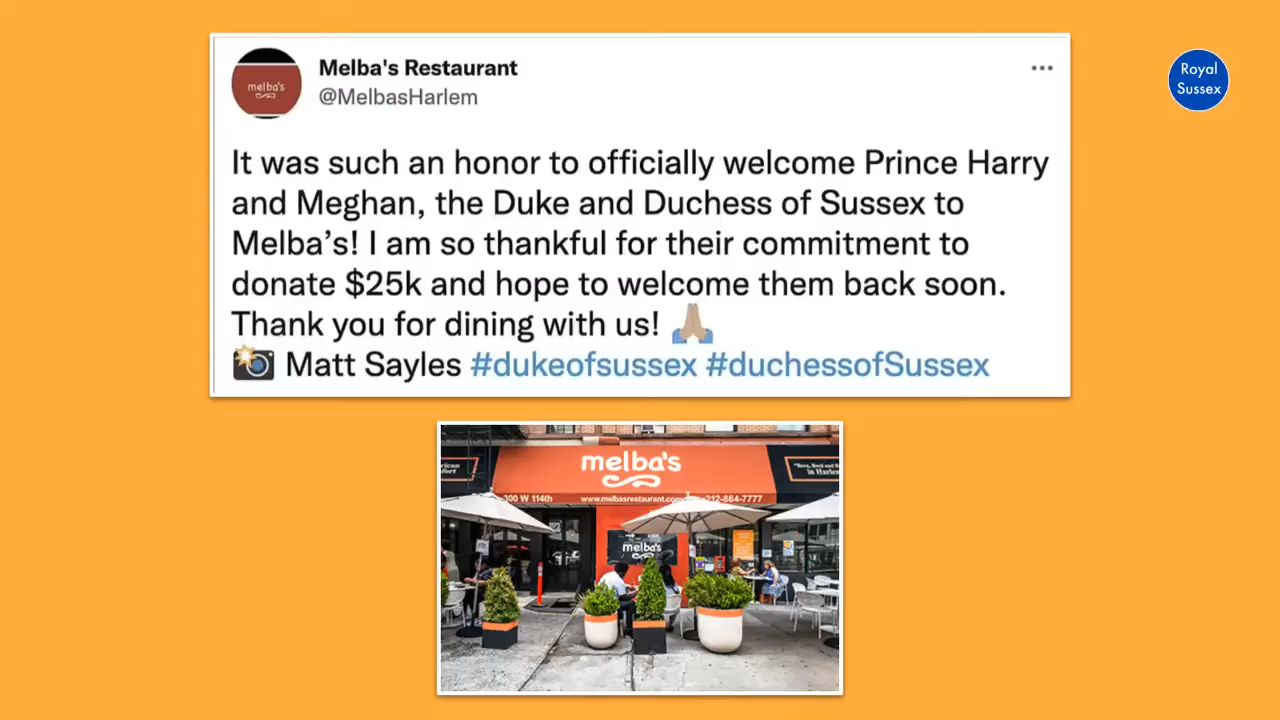 Melba's Restaurant
@MelbasHarlem
melba's
Royal
Sussex
It was such an honor to officially welcome Prince Harry
and Meghan, the Duke and Duchess of Sussex to
Melba’s! I am so thankful for their commitment to
donate $25k and hope to welcome them back soon.
Thank you for dining with us! 🙏🏼
📸 Matt Sayles #dukeofsussex #duchessofSussex
melba's
300 W 114th www.melbasrestaurant.com 212-864-7777
in Harlem
melba's